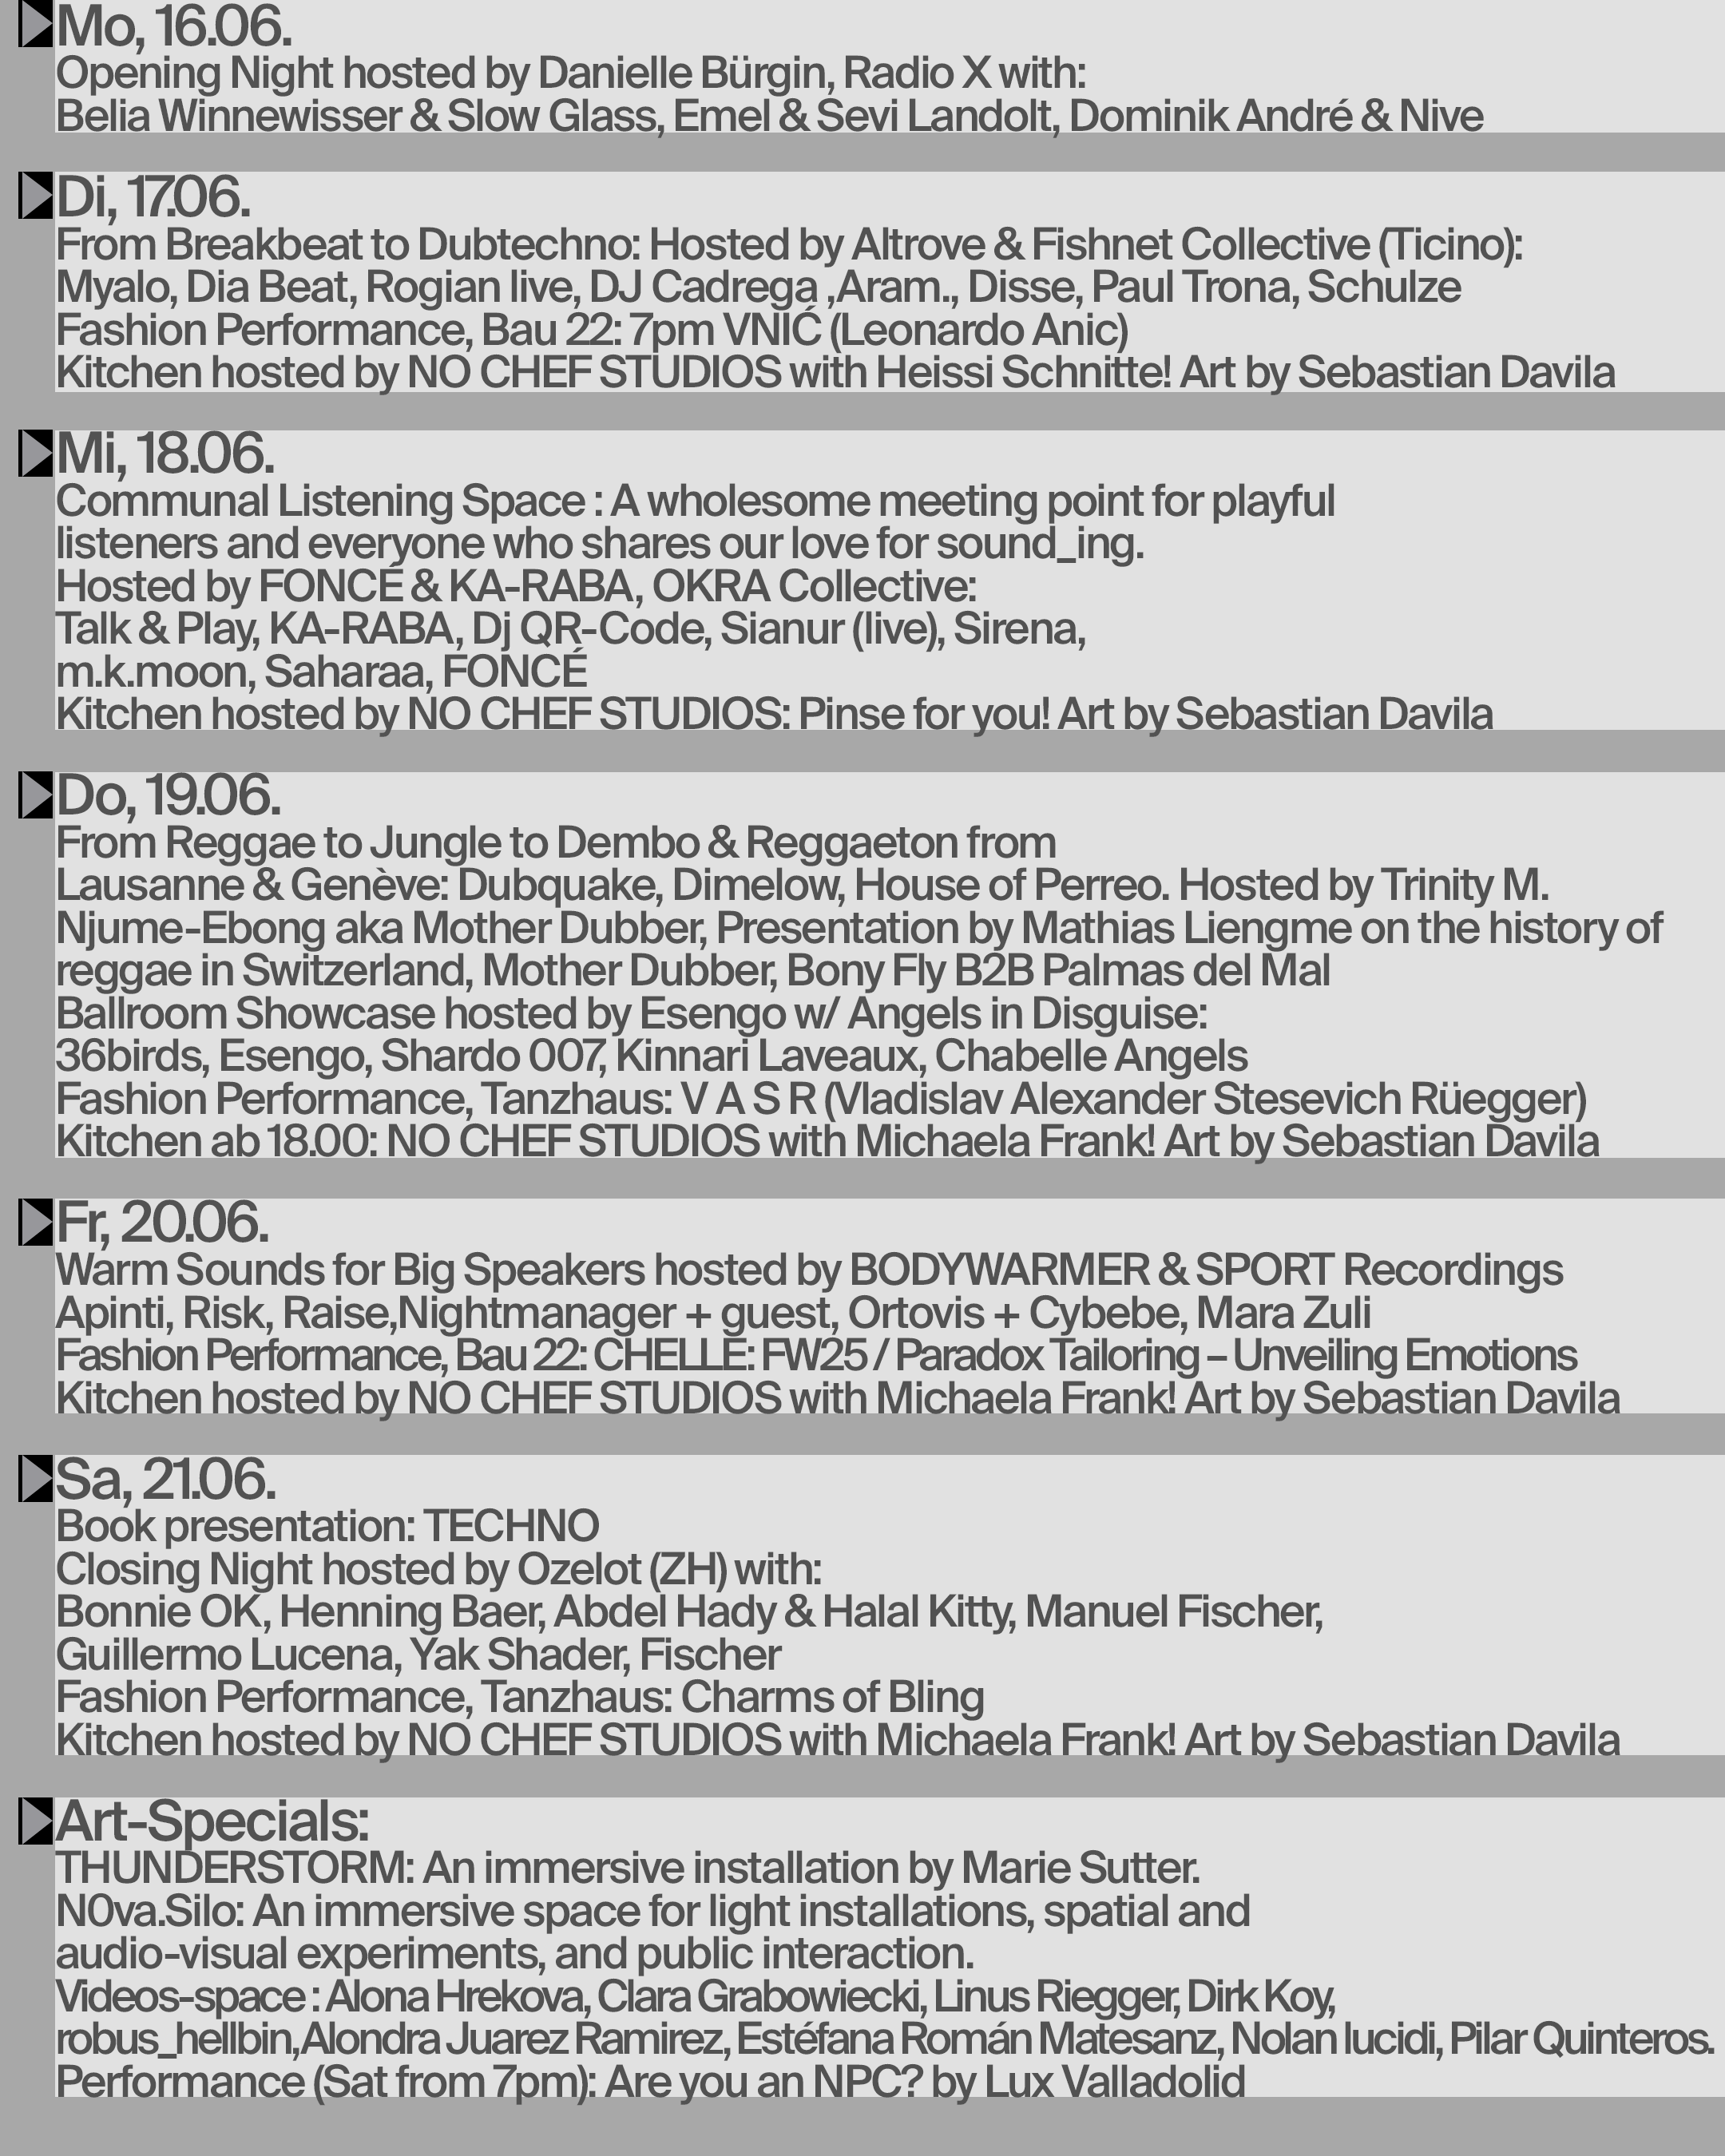 Mo, 16.06.
Opening Night hosted by Danielle Bürgin, Radio X with:
Belia Winnewisser & Slow Glass, Emel & Sevi Landolt, Dominik André & Nive
Di, 17.06.
From Breakbeat to Dubtechno: Hosted by Altrove & Fishnet Collective (Ticino):
Myalo, Dia Beat, Rogian live, DJ Cadrega ,Aram., Disse, Paul Trona, Schulze
Fashion Performance, Bau 22: 7pm VNIĆ (Leonardo Anic)
Kitchen hosted by NO CHEF STUDIOS with Heissi Schnitte! Art by Sebastian Davila
Mi, 18.06.
Communal Listening Space : A wholesome meeting point for playful
listeners and everyone who shares our love for sound_ing.
Hosted by FONCÉ & KA-RABA, OKRA Collective:
Talk & Play, KA-RABA, Dj QR-Code, Sianur (live), Sirena,
m.k.moon, Saharaa, FONCÉ
Kitchen hosted by NO CHEF STUDIOS: Pinse for you! Art by Sebastian Davila
Do, 19.06.
From Reggae to Jungle to Dembo & Reggaeton from
Lausanne & Genève: Dubquake, Dimelow, House of Perreo. Hosted by Trinity M.
Njume-Ebong aka Mother Dubber, Presentation by Mathias Liengme on the history of
reggae in Switzerland, Mother Dubber, Bony Fly B2B Palmas del Mal
Ballroom Showcase hosted by Esengo w/ Angels in Disguise:
36birds, Esengo, Shardo 007, Kinnari Laveaux, Chabelle Angels
Fashion Performance, Tanzhaus: V A S R (Vladislav Alexander Stesevich Rüegger)
Kitchen ab 18.00: NO CHEF STUDIOS with Michaela Frank! Art by Sebastian Davila
Fr, 20.06.
Warm Sounds for Big Speakers hosted by BODYWARMER & SPORT Recordings
Apinti, Risk, Raise,Nightmanager + guest, Ortovis + Cybebe, Mara Zuli
Fashion Performance, Bau 22: CHELLE: FW25 / Paradox Tailoring – Unveiling Emotions
Kitchen hosted by NO CHEF STUDIOS with Michaela Frank! Art by Sebastian Davila
Sa, 21.06.
Book presentation: TECHNO
Closing Night hosted by Ozelot (ZH) with:
Bonnie OK, Henning Baer, Abdel Hady & Halal Kitty, Manuel Fischer,
Guillermo Lucena, Yak Shader, Fischer
Fashion Performance, Tanzhaus: Charms of Bling
Kitchen hosted by NO CHEF STUDIOS with Michaela Frank! Art by Sebastian Davila
Art-Specials:
THUNDERSTORM: An immersive installation by Marie Sutter.
N0va.Silo: An immersive space for light installations, spatial and
audio-visual experiments, and public interaction.
Videos-space : Alona Hrekova, Clara Grabowiecki, Linus Riegger, Dirk Koy,
robus_hellbin,Alondra Juarez Ramirez, Estéfana Román Matesanz, Nolan lucidi, Pilar Quinteros.
Performance (Sat from 7pm): Are you an NPC? by Lux Valladolid